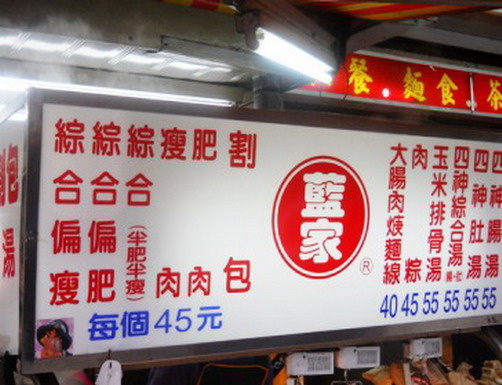 餐・麵食・
四神腸湯
四神肚湯
四神綜合湯(腸・肚)
玉米排骨湯
肉粽
大腸肉焿麵線
40 45 55 55 55 55
藍家
®
割包
肥肉
瘦肉
綜合(半肥半瘦)
綜合偏肥
綜合偏瘦
每個45元